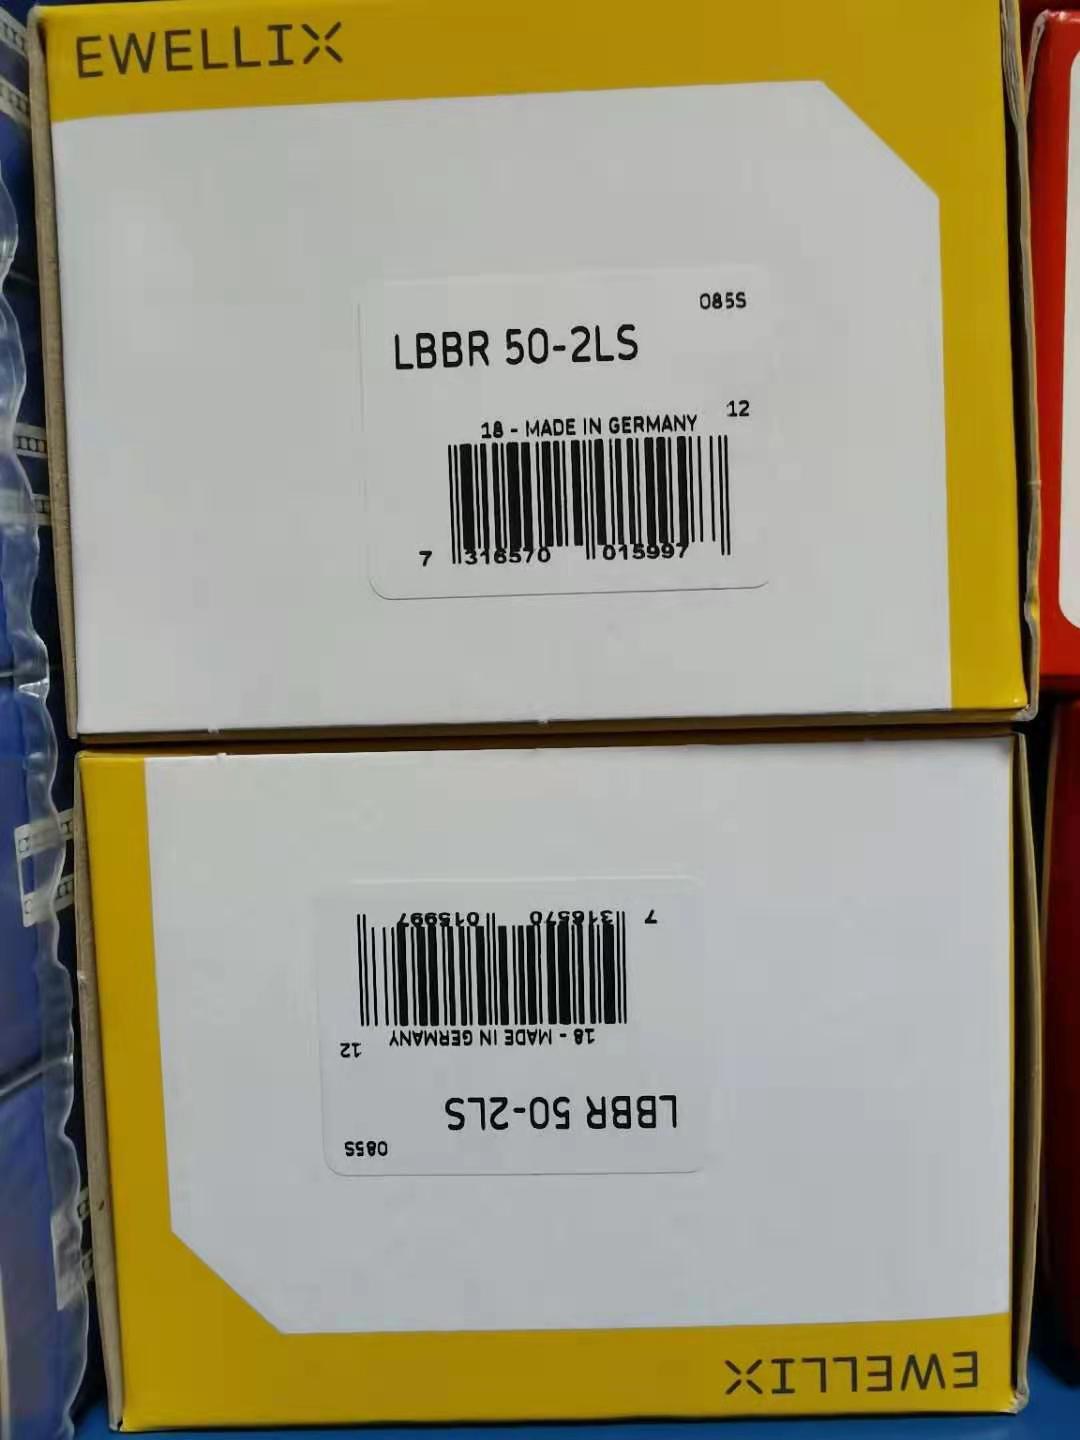 EWELLIX
085S
LBBR 50-2LS
12
18 - MADE IN GERMANY
7 316570 015997
7 316570 015997
18 - MADE IN GERMANY
12
LBBR 50-2LS
085S
EWELLIX